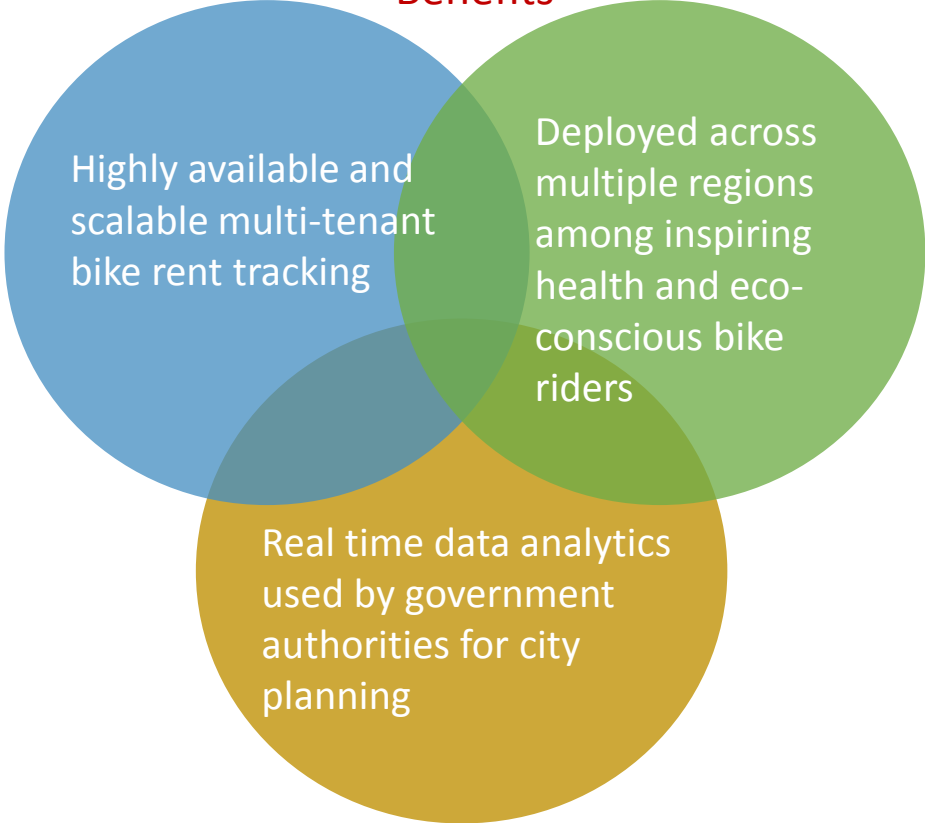 Benefits
Highly available and
scalable multi-tenant
bike rent tracking
Deployed across
multiple regions
among inspiring
health and eco-
conscious bike
riders
Real time data analytics
used by government
authorities for city
planning